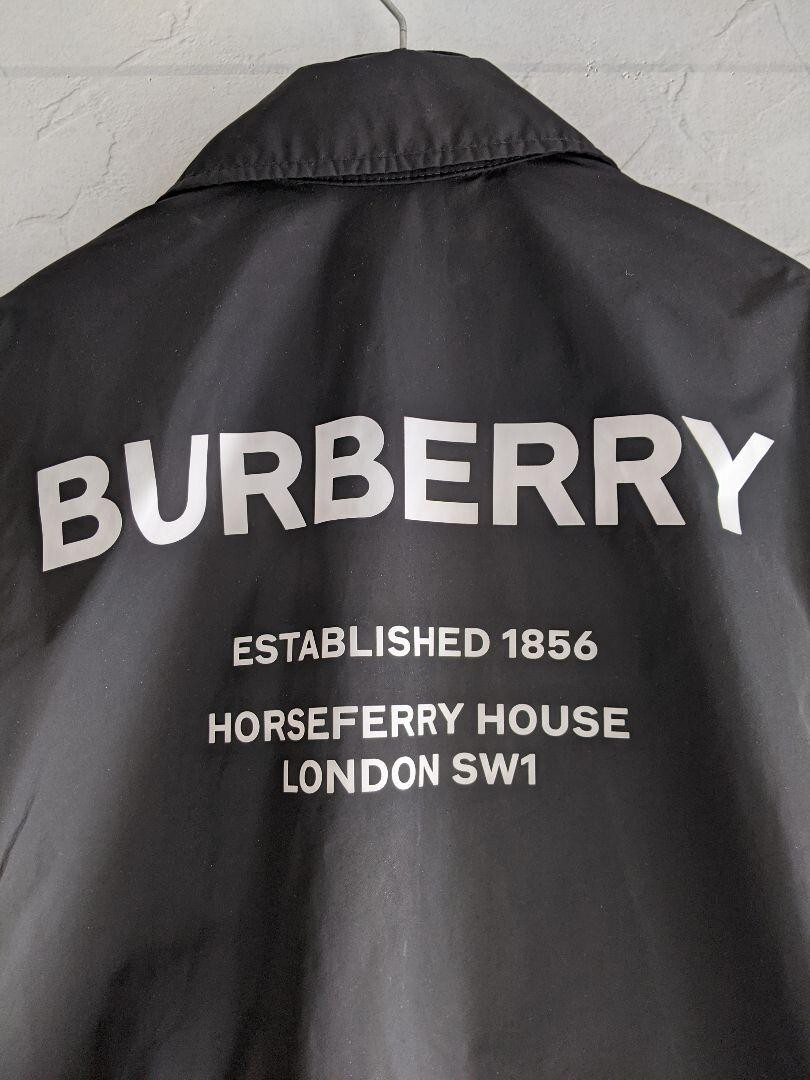 BURBERRY
ESTABLISHED 1856
HORSEFERRY HOUSE
LONDON SW1